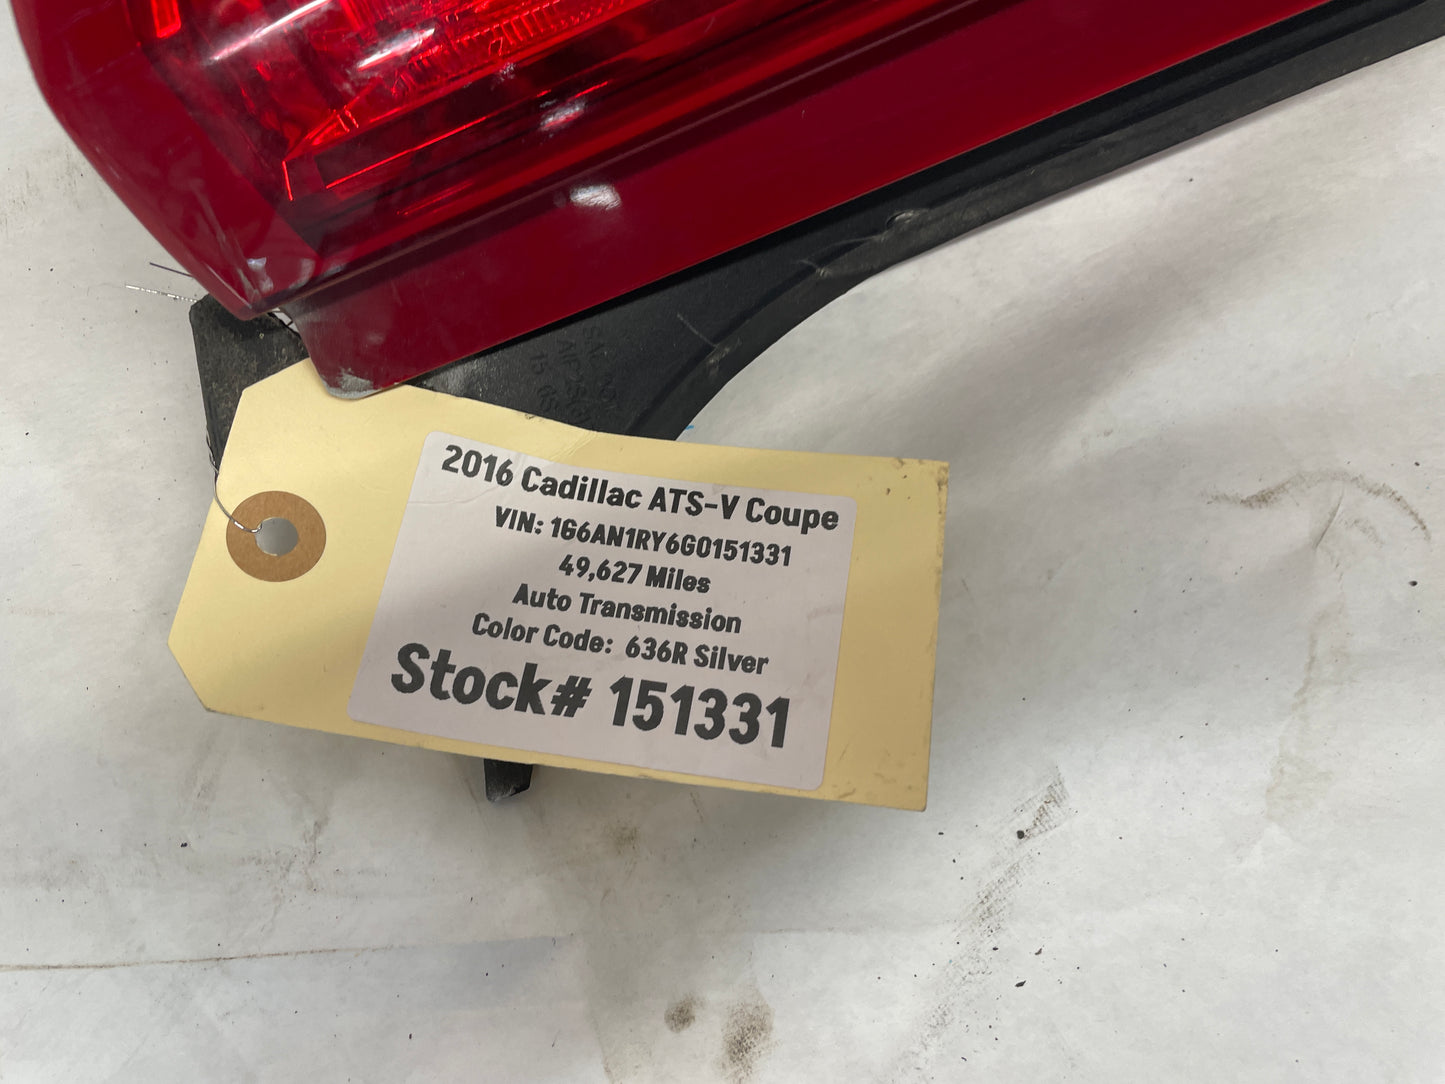 2016 Cadillac ATS-V Coupe
VIN: 1G6AN1RY6G0151331
49,627 Miles
Auto Transmission
Color Code: 636R Silver
Stock# 151331